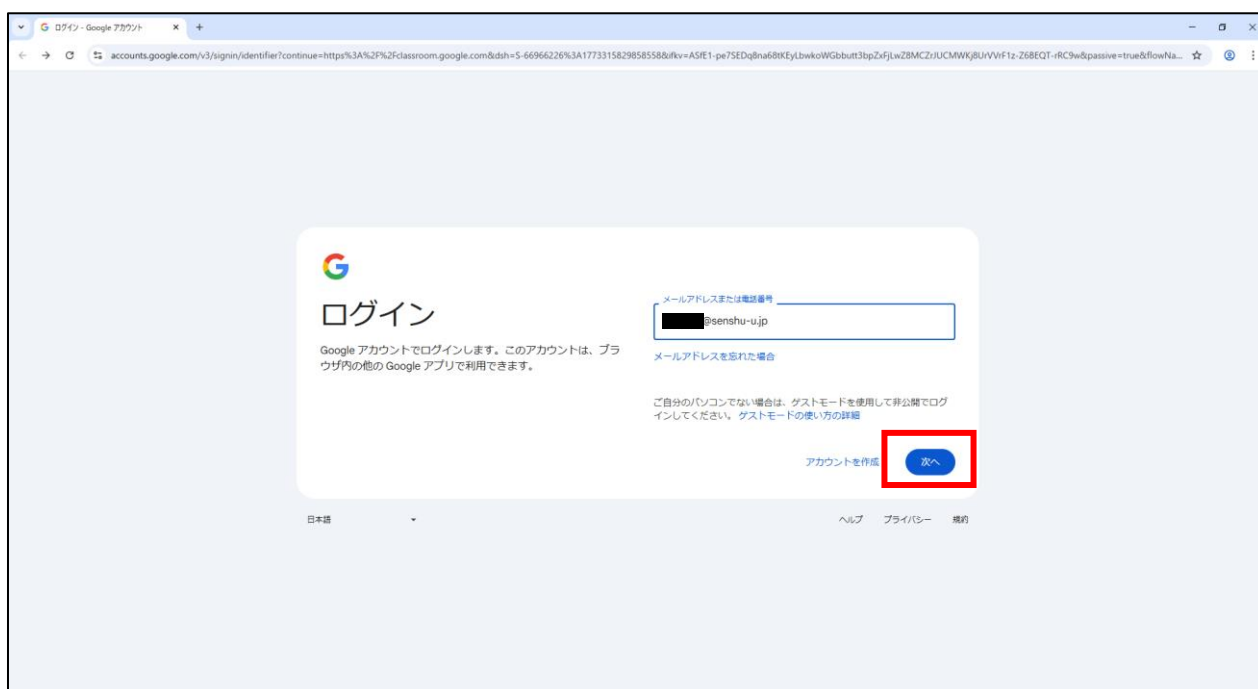 ログイン - Google アカウント
accounts.google.com/v3/signin/identifier?continue=https%3A%2F%2Fclassroom.google.com&dsh=S-66966226%3A1773315829858558&ifkv=
ログイン
Google アカウントでログインします。このアカウントは、ブラ
ウザ内の他の Google アプリで利用できます。
メールアドレスまたは電話番号
@senshu-u.jp
メールアドレスを忘れた場合
ご自分のパソコンでない場合は、ゲストモードを使用して非公開でログ
インしてください。ゲストモードの使い方の詳細
アカウントを作成
次へ
日本語
ヘルプ プライバシー 規約